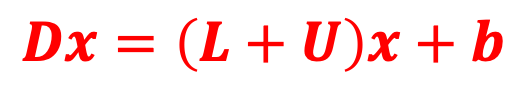 Dx = (L + U)x + b